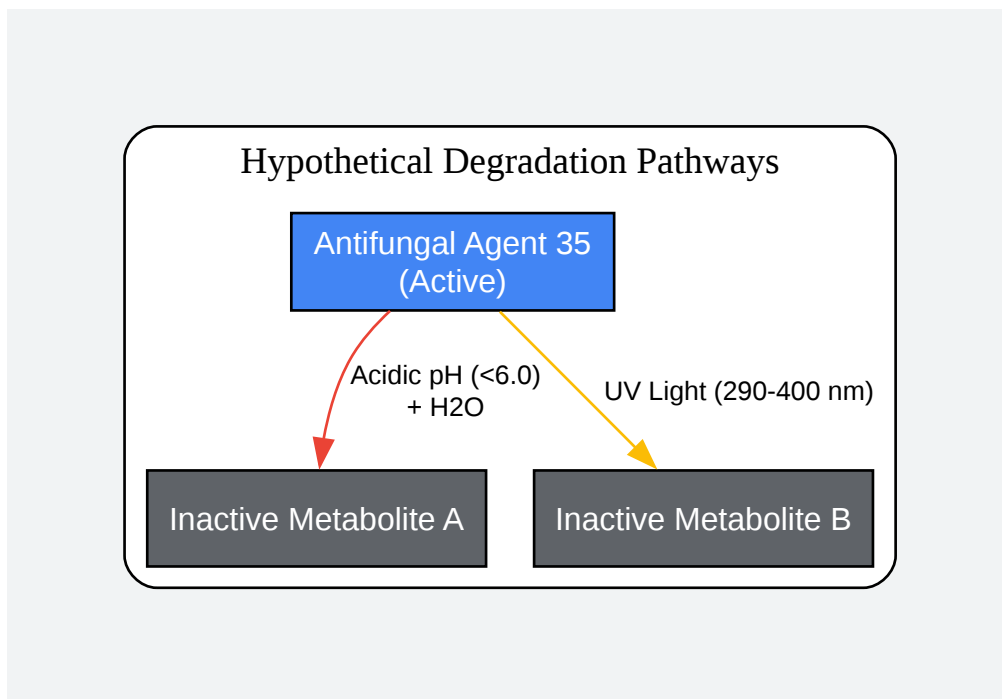 Hypothetical Degradation Pathways
Antifungal Agent 35
(Active)
Acidic pH (<6.0)
+ H2O
UV Light (290-400 nm)
Inactive Metabolite A
Inactive Metabolite B